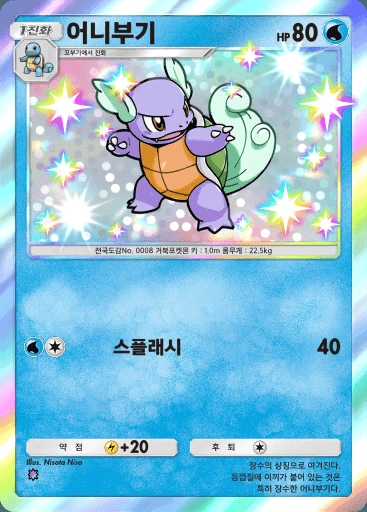 1진화
어니부기
HP 80
꼬부기에서 진화
전국도감No. 0008 거북포켓몬 키 : 1.0m 몸무게 : 22.5kg
스플래시 40
약점 +20
후퇴
Illus. Nisota Niso
장수의 상징으로 여겨진다.
등껍질에 이끼가 붙어 있는 것은
특히 장수한 어니부기다.